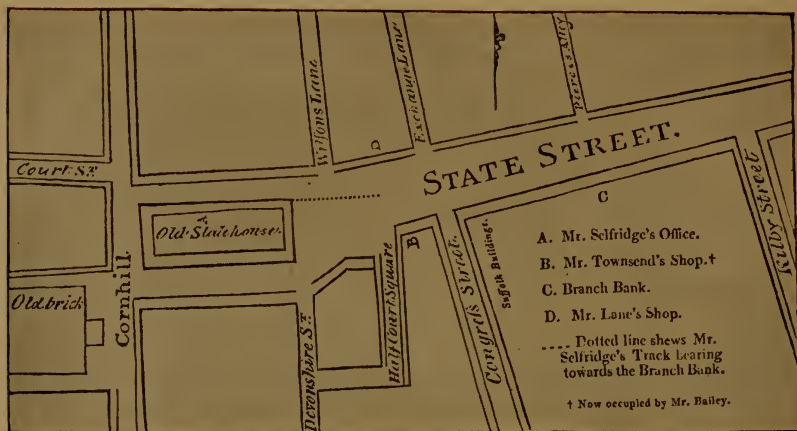 Court St.
Old Statehouse
A
Oldbrick
Cornhill
Wilsons Lane
D
Exchange Lane
Pierces Alley
STATE STREET.
Devonshire St.
Half Court Square
B
Congress Street
Suffolk Buildings.
Kilby Street
C
A. Mr. Selfridge's Office.
B. Mr. Townsend's Shop.†
C. Branch Bank.
D. Mr. Lane's Shop.
..... Dotted line shews Mr.
Selfridge's Track bearing
towards the Branch Bank.
† Now occupied by Mr. Bailey.